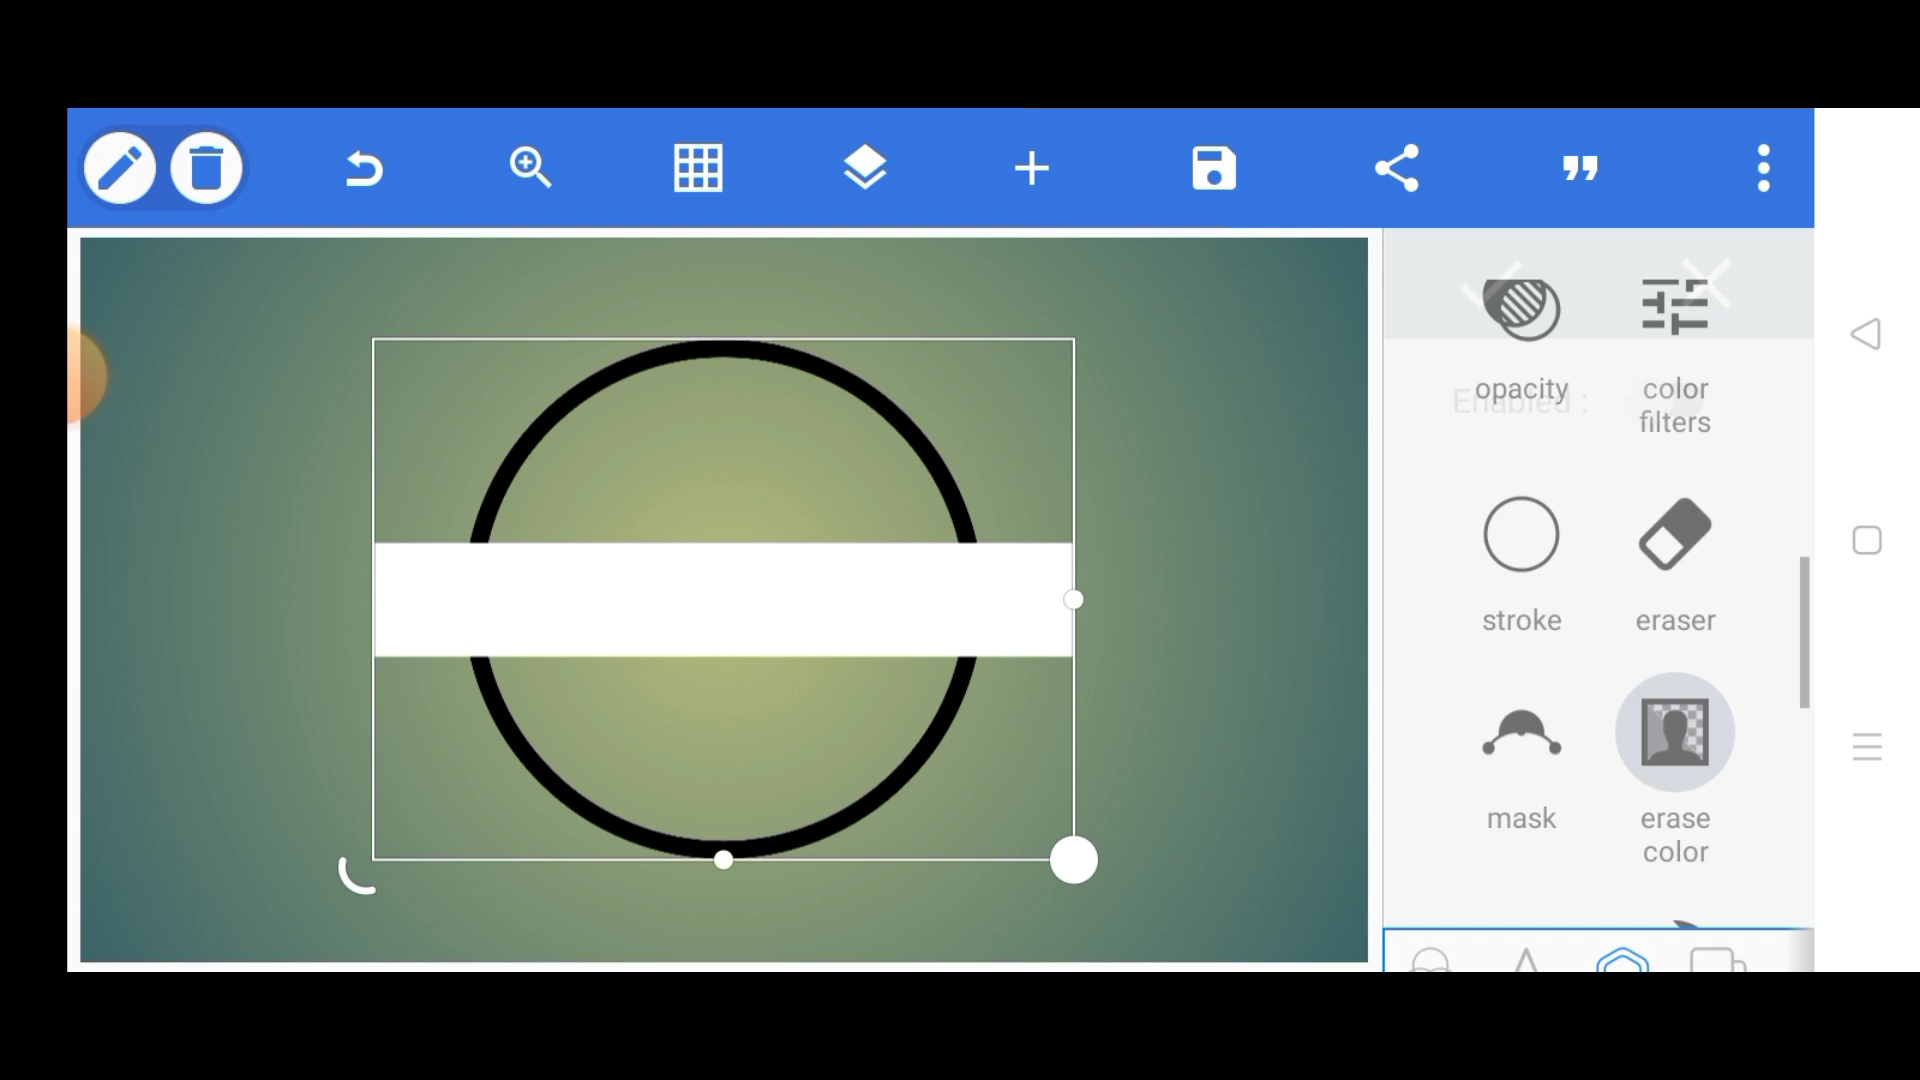 opacity
color
filters
Enabled :
stroke
eraser
mask
erase
color